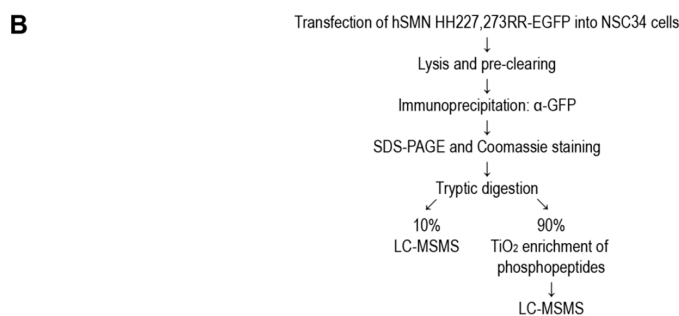 B
Transfection of hSMN HH227,273RR-EGFP into NSC34 cells
↓
Lysis and pre-clearing
↓
Immunoprecipitation: α-GFP
↓
SDS-PAGE and Coomassie staining
↓
Tryptic digestion
↙ ↘
10% 90%
LC-MSMS TiO₂ enrichment of
phosphopeptides
↓
LC-MSMS